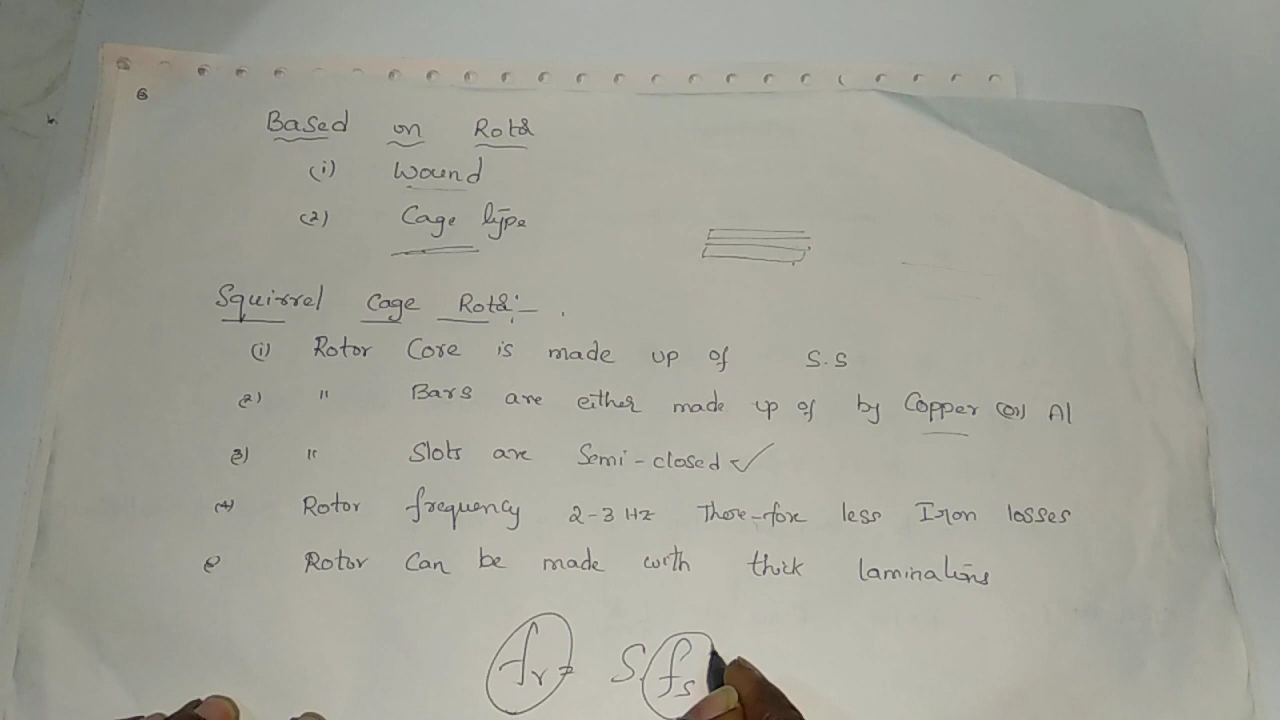 6
Based on Rotor
(i) Wound
(2) Cage type
Squirrel Cage Rotor:-
(i) Rotor Core is made up of S.S
(2) " Bars are either made up of by Copper (or) Al
(3) " Slots are Semi-closed ✓
(4) Rotor frequency 2-3 Hz There-fore less Iron losses
Rotor Can be made with thick laminations
fr = S.fs